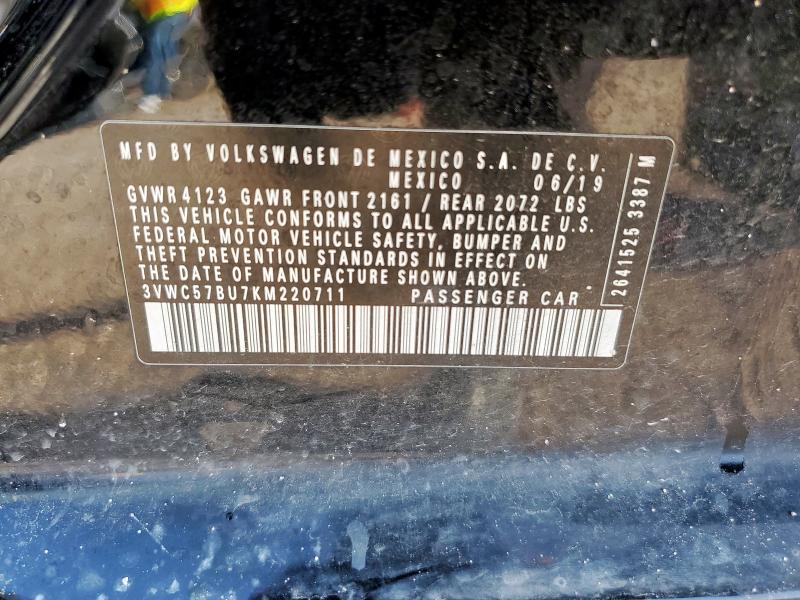 MFD BY VOLKSWAGEN DE MEXICO S.A. DE C.V.
MEXICO 06/19
GVWR 4123 GAWR FRONT 2161 / REAR 2072 LBS
THIS VEHICLE CONFORMS TO ALL APPLICABLE U.S.
FEDERAL MOTOR VEHICLE SAFETY, BUMPER AND
THEFT PREVENTION STANDARDS IN EFFECT ON
THE DATE OF MANUFACTURE SHOWN ABOVE.
3VWC57BU7KM220711 PASSENGER CAR
2641525 3387 M